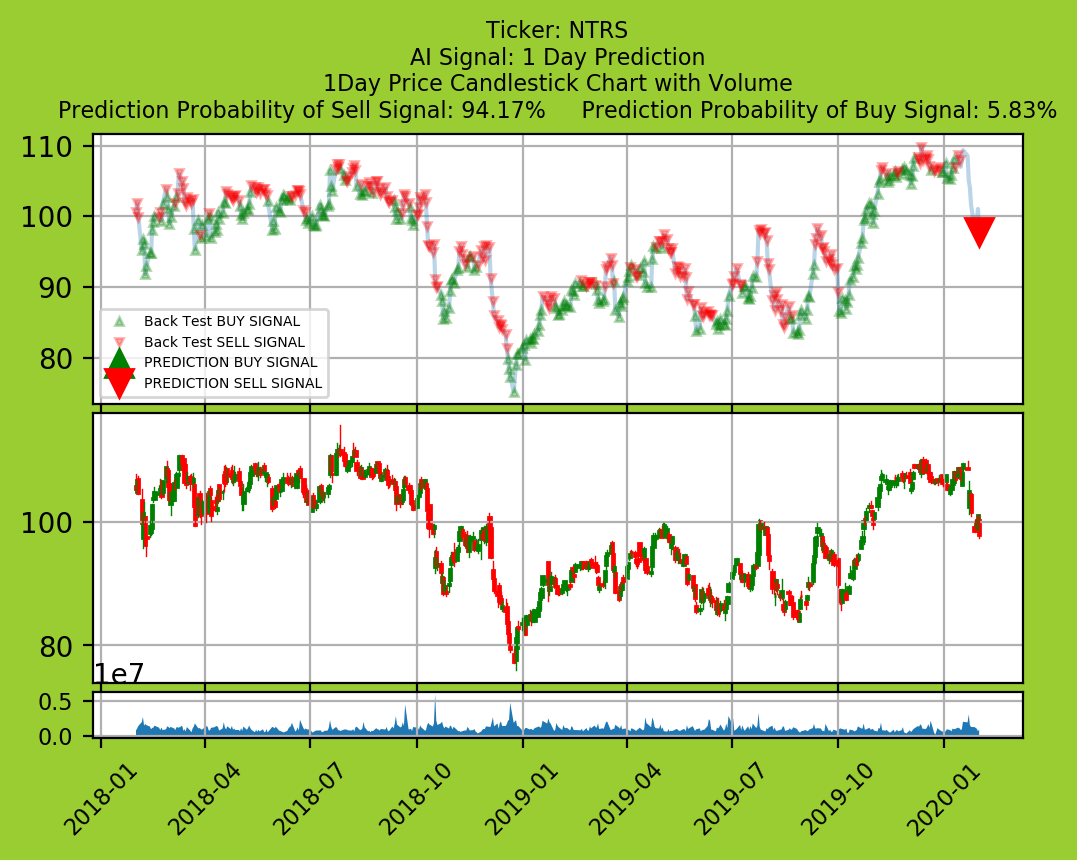 Ticker: NTRS
AI Signal: 1 Day Prediction
1Day Price Candlestick Chart with Volume
Prediction Probability of Sell Signal: 94.17%     Prediction Probability of Buy Signal: 5.83%
110
100
90
80
Back Test BUY SIGNAL
Back Test SELL SIGNAL
PREDICTION BUY SIGNAL
PREDICTION SELL SIGNAL
100
80
1e7
0.5
0.0
2018-01
2018-04
2018-07
2018-10
2019-01
2019-04
2019-07
2019-10
2020-01